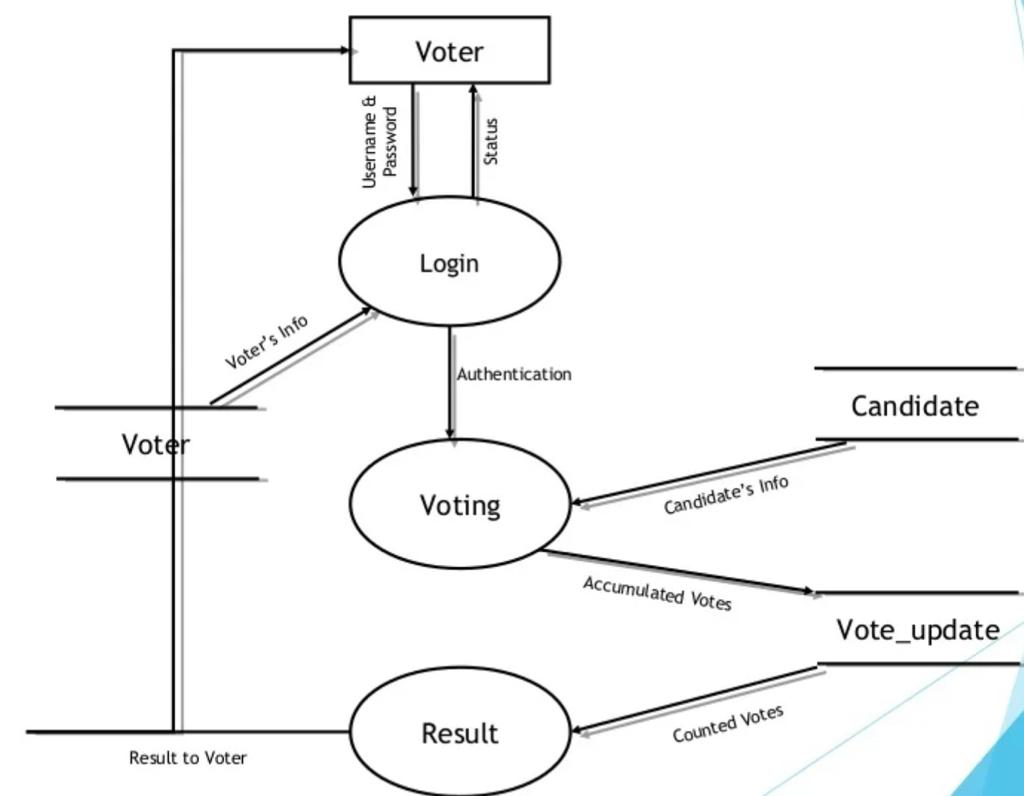 Voter
Username &
Password
Status
Login
Voter's Info
Authentication
Candidate
Voter
Voting
Candidate's Info
Accumulated Votes
Vote_update
Result
Counted Votes
Result to Voter